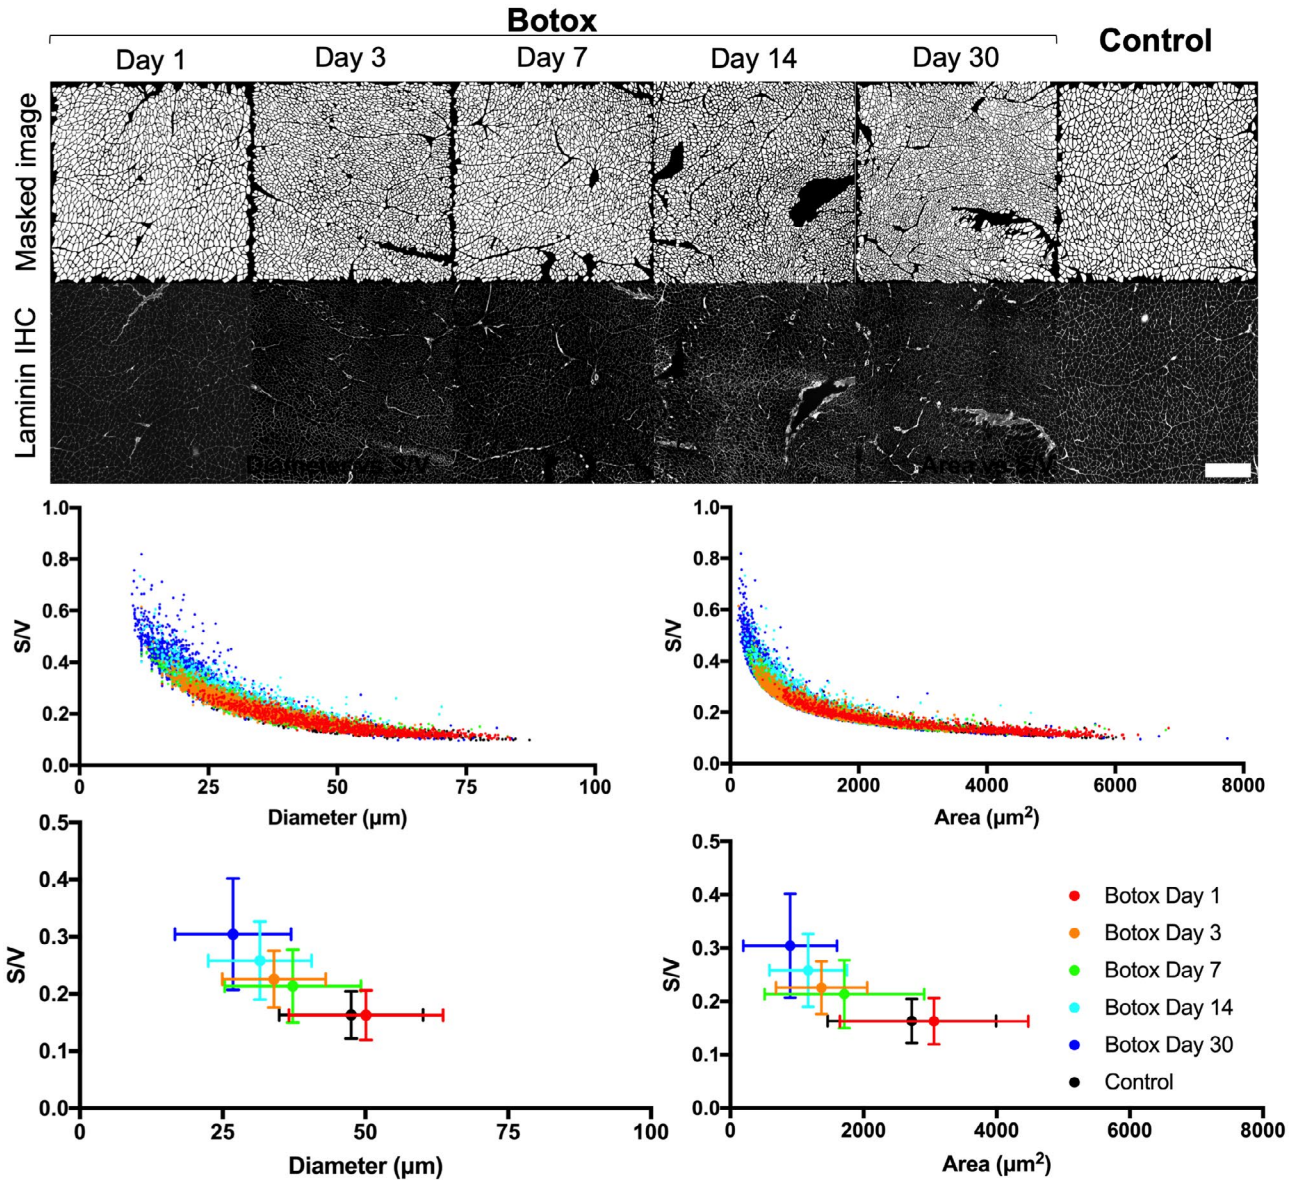 Botox
Day 1 Day 3 Day 7 Day 14 Day 30 Control
Masked image
Laminin IHC
Diameter vs S/V Area vs S/V
1.0
0.8
0.6
0.4
0.2
0.0
S/V
0 25 50 75 100
Diameter (µm)
1.0
0.8
0.6
0.4
0.2
0.0
S/V
0 2000 4000 6000 8000
Area (µm²)
0.5
0.4
0.3
0.2
0.1
0.0
S/V
0 25 50 75 100
Diameter (µm)
0.5
0.4
0.3
0.2
0.1
0.0
S/V
0 2000 4000 6000 8000
Area (µm²)
Botox Day 1
Botox Day 3
Botox Day 7
Botox Day 14
Botox Day 30
Control